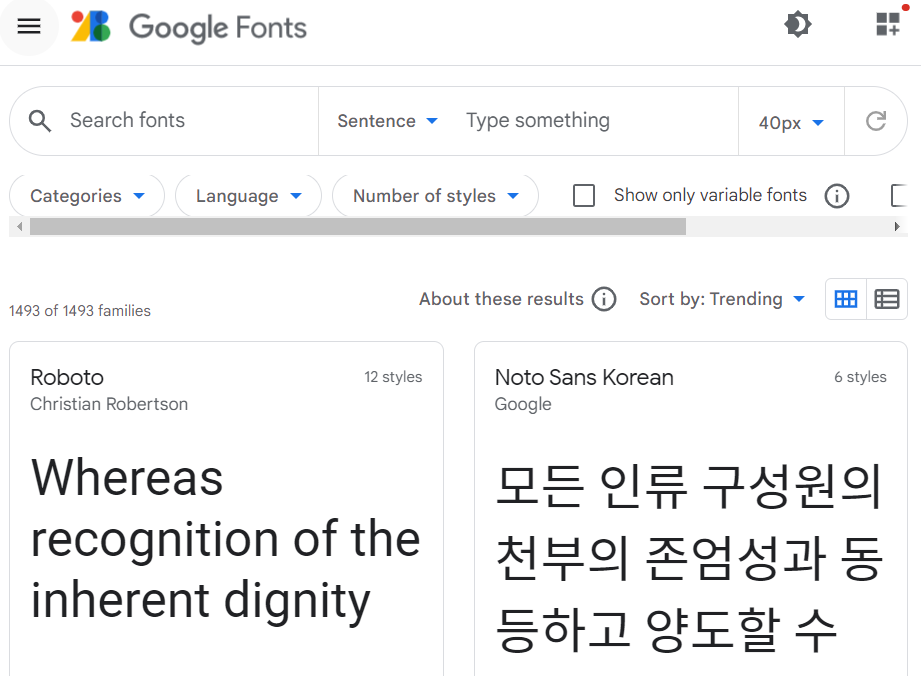 Google Fonts
Search fonts
Sentence
Type something
40px
Categories
Language
Number of styles
Show only variable fonts
1493 of 1493 families
About these results
Sort by: Trending
Roboto
12 styles
Christian Robertson
Whereas
recognition of the
inherent dignity
Noto Sans Korean
6 styles
Google
모든 인류 구성원의
천부의 존엄성과 동
등하고 양도할 수